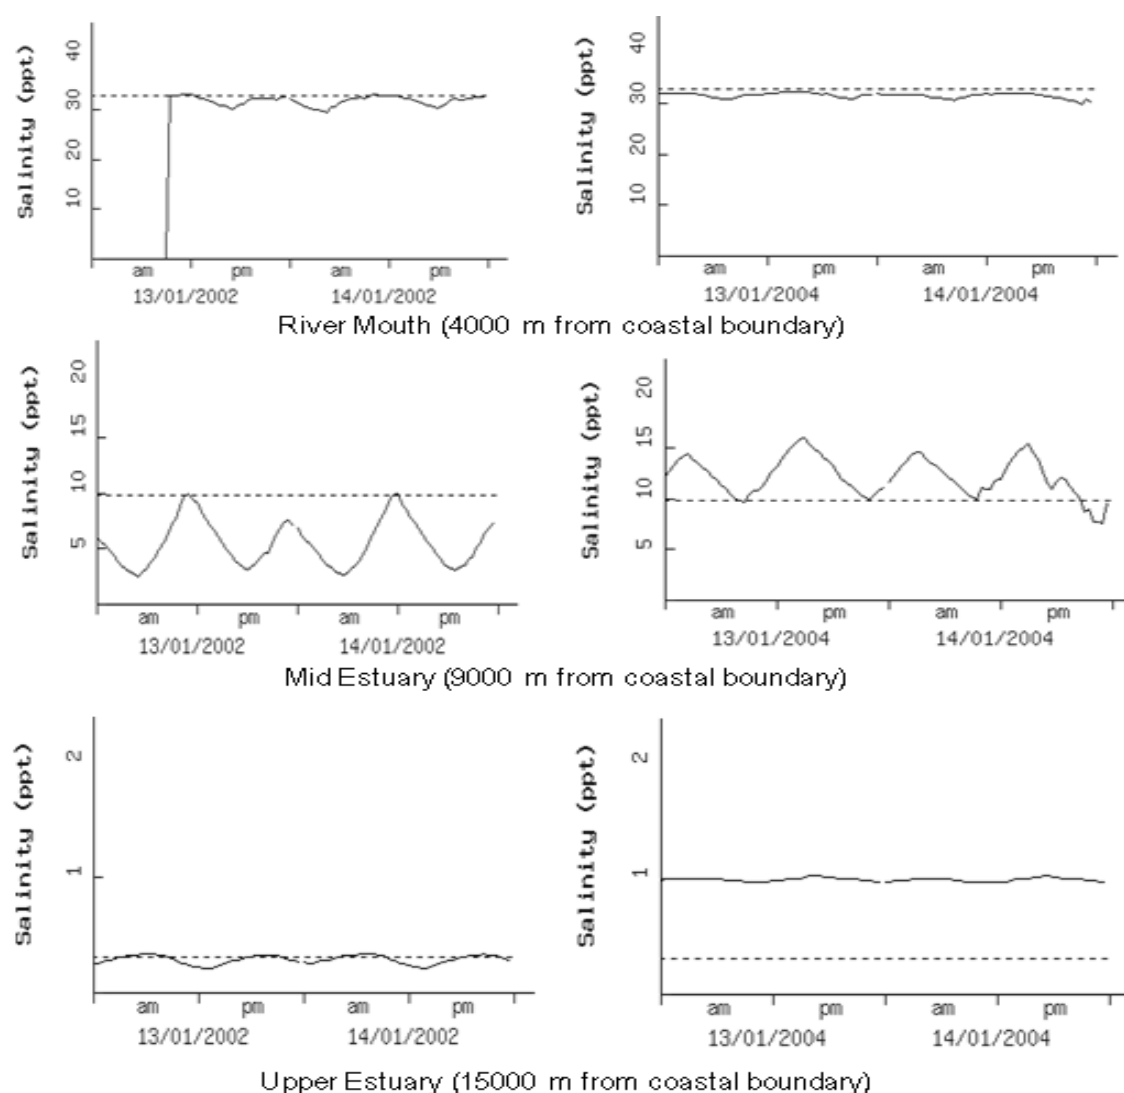 Salinity (ppt)
40
30
20
10
am pm am pm
13/01/2002 14/01/2002
Salinity (ppt)
40
30
20
10
am pm am pm
13/01/2004 14/01/2004
River Mouth (4000 m from coastal boundary)
Salinity (ppt)
20
15
10
5
am pm am pm
13/01/2002 14/01/2002
Salinity (ppt)
20
15
10
5
am pm am pm
13/01/2004 14/01/2004
Mid Estuary (9000 m from coastal boundary)
Salinity (ppt)
2
1
am pm am pm
13/01/2002 14/01/2002
Salinity (ppt)
2
1
am pm am pm
13/01/2004 14/01/2004
Upper Estuary (15000 m from coastal boundary)